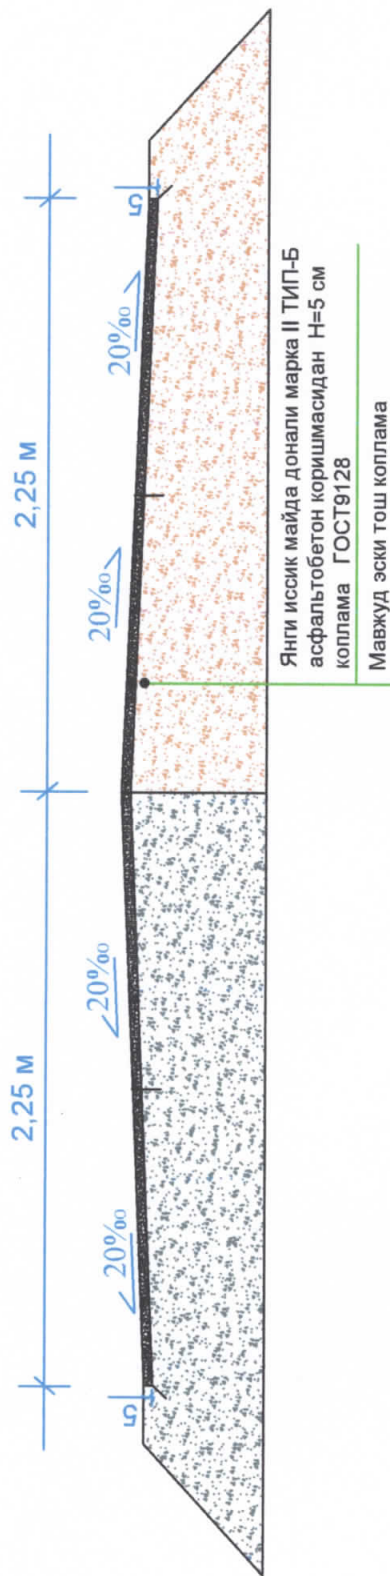 2,25 м
2,25 м
20‰
20‰
20‰
20‰
5
5
Янги иссик майда донали марка II ТИП-Б
асфальтобетон коришмасидан H=5 см
коплама ГОСТ9128
Мавжуд эски тош коплама